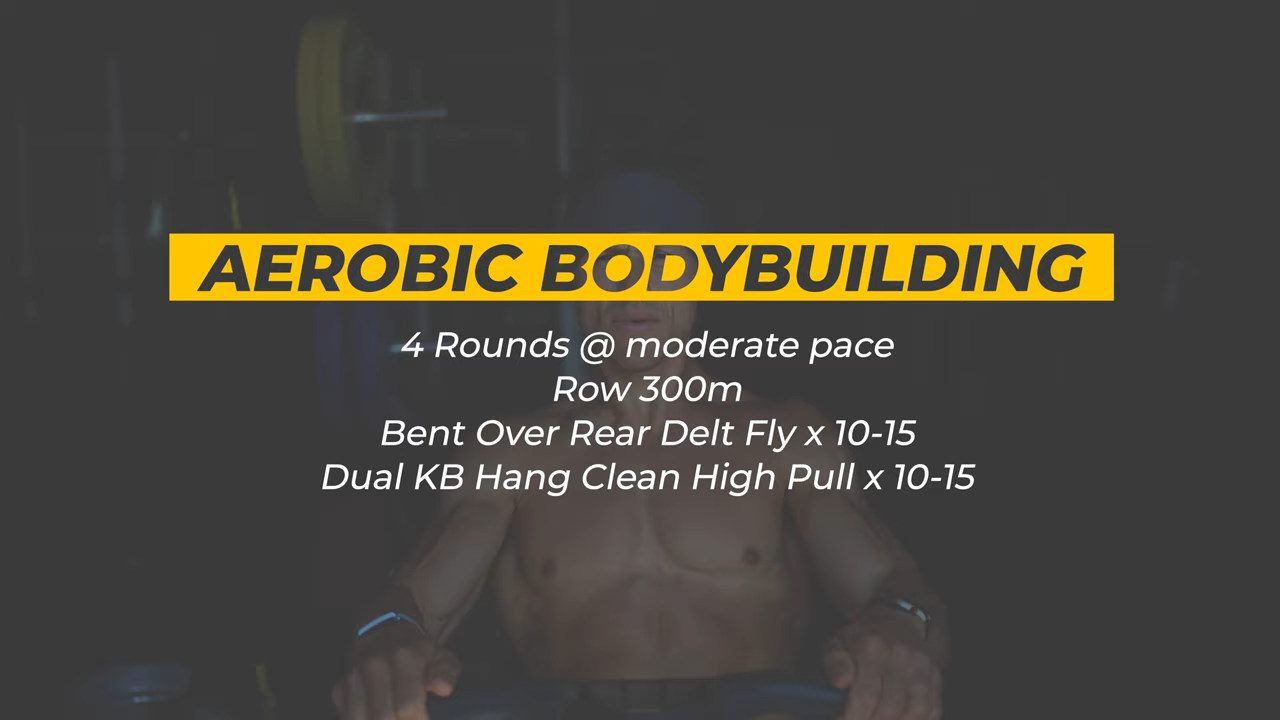 AEROBIC BODYBUILDING
4 Rounds @ moderate pace
Row 300m
Bent Over Rear Delt Fly x 10-15
Dual KB Hang Clean High Pull x 10-15